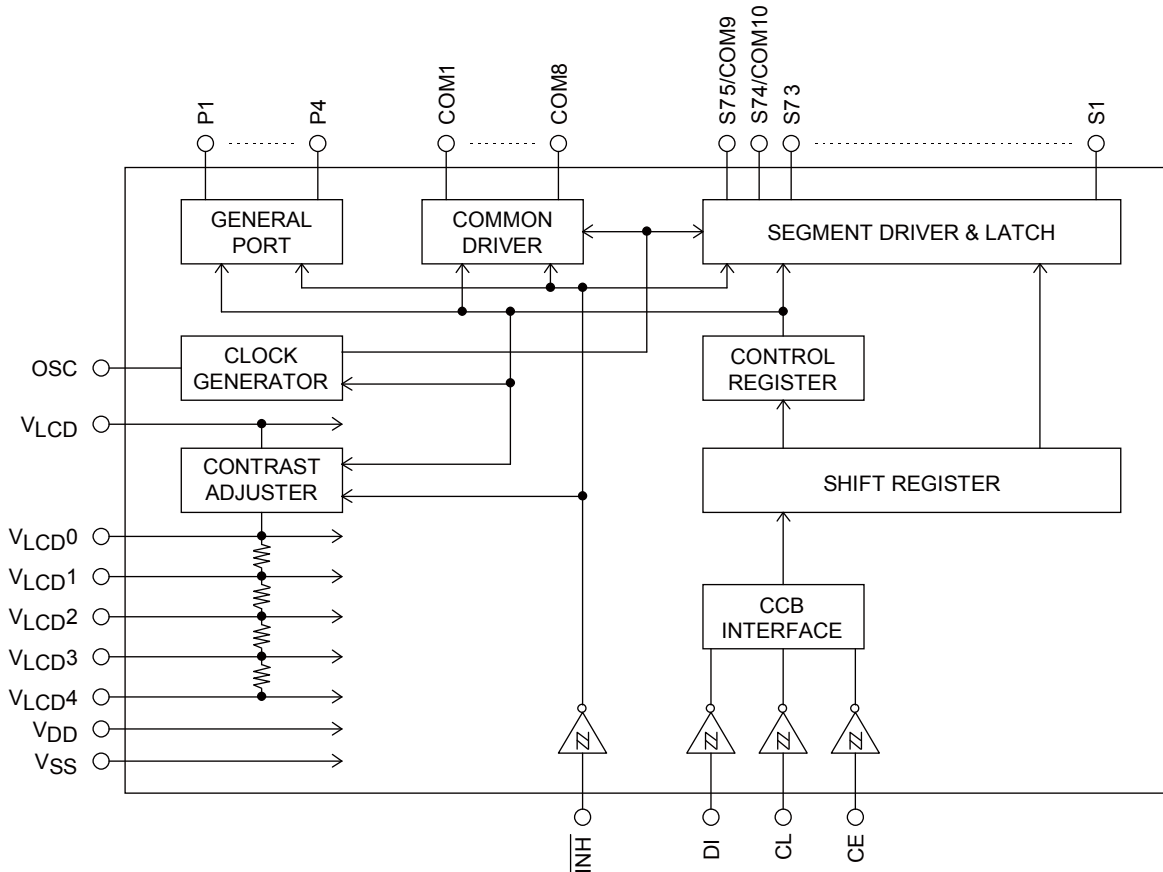 P1
P4
COM1
COM8
S75/COM9
S74/COM10
S73
S1
GENERAL
PORT
COMMON
DRIVER
SEGMENT DRIVER & LATCH
OSC
CLOCK
GENERATOR
CONTROL
REGISTER
VLCD
CONTRAST
ADJUSTER
SHIFT REGISTER
VLCD0
VLCD1
VLCD2
VLCD3
VLCD4
VDD
VSS
CCB
INTERFACE
INH
DI
CL
CE